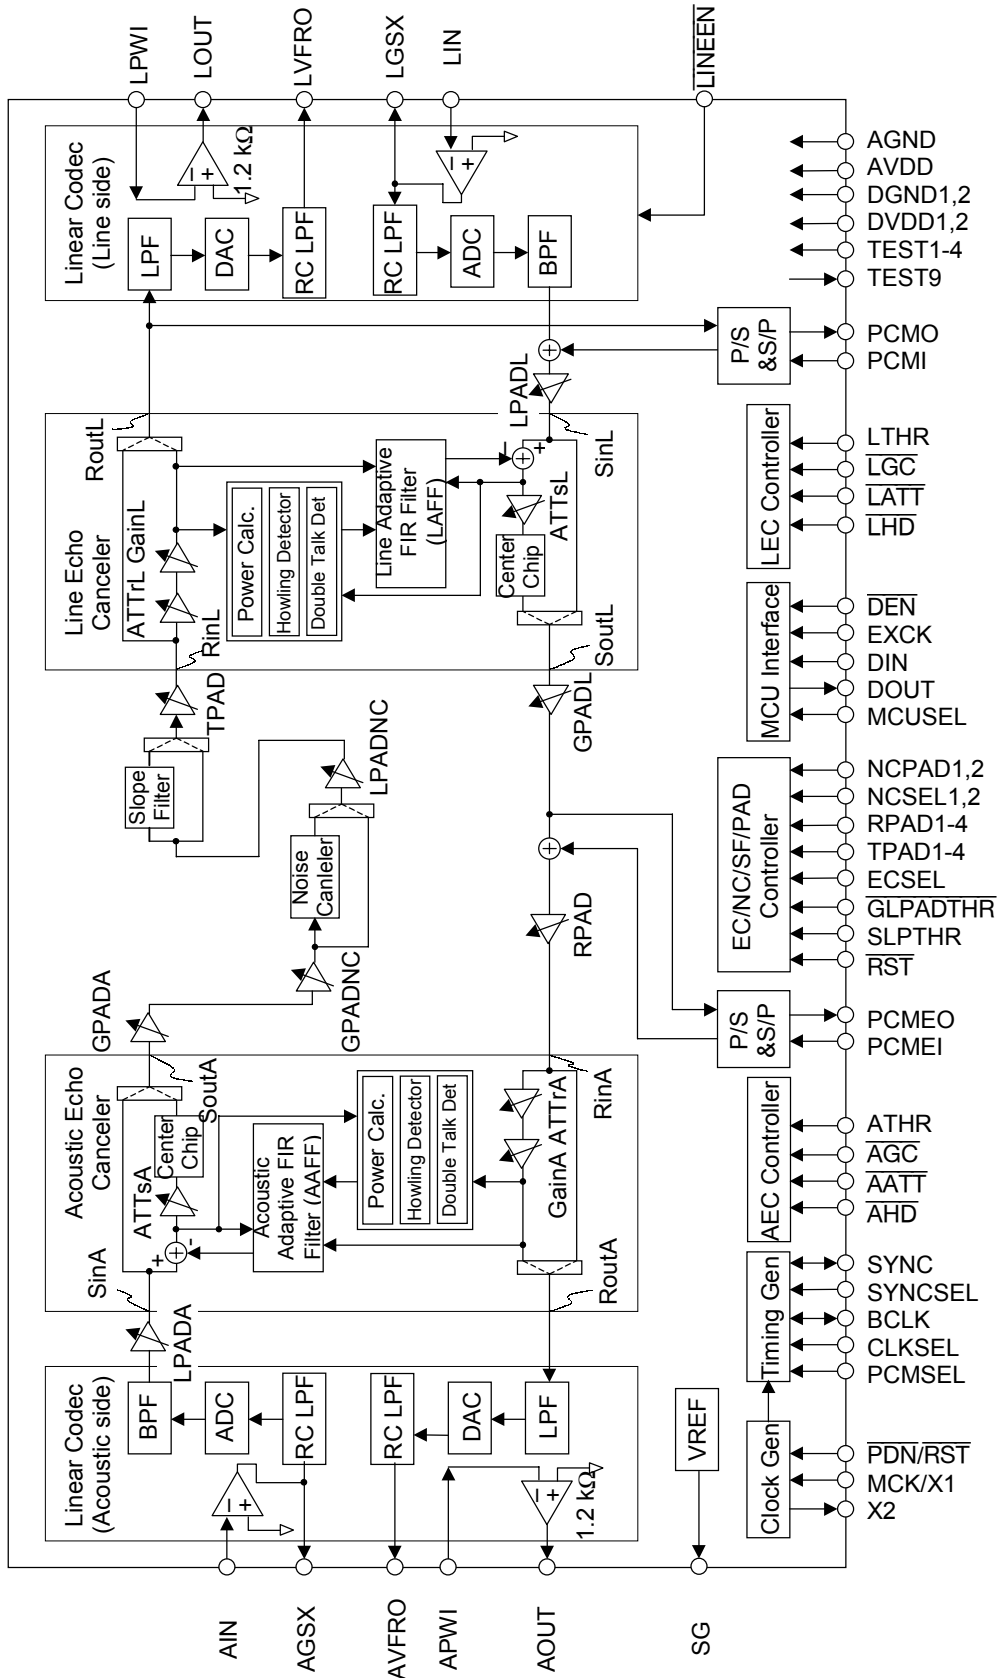 LPWI
LOUT
LVFRO
LGSX
LIN
LINEEN
Linear Codec
(Line side)
1.2 kΩ
– +
– +
LPF
DAC
RC LPF
RC LPF
ADC
BPF
AGND
AVDD
DGND1,2
DVDD1,2
TEST1-4
TEST9
P/S
&S/P
PCMO
PCMI
LPADL
Line Echo
Canceler
RoutL
ATTrL GainL
RinL
Power Calc.
Howling Detector
Double Talk Det
Line Adaptive
FIR Filter
(LAFF)
– +
SinL
ATTsL
Center
Chip
SoutL
LEC Controller
LTHR
LGC
LATT
LHD
MCU Interface
DEN
EXCK
DIN
DOUT
MCUSEL
TPAD
Slope
Filter
LPADNC
Noise
Canleler
GPADNC
GPADA
GPADL
RPAD
EC/NC/SF/PAD
Controller
NCPAD1,2
NCSEL1,2
RPAD1-4
TPAD1-4
ECSEL
GLPADTHR
SLPTHR
RST
P/S
&S/P
PCMEO
PCMEI
Acoustic Echo
Canceler
SoutA
Center
Chip
ATTsA
+ -
SinA
Acoustic
Adaptive FIR
Filter (AAFF)
Power Calc.
Howling Detector
Double Talk Det
RinA
GainA ATTrA
RoutA
AEC Controller
ATHR
AGC
AATT
AHD
LPADA
Timing Gen
SYNC
SYNCSEL
BCLK
CLKSEL
PCMSEL
Linear Codec
(Acoustic side)
BPF
ADC
RC LPF
RC LPF
DAC
LPF
– +
– +
1.2 kΩ
VREF
Clock Gen
PDN/RST
MCK/X1
X2
AIN
AGSX
AVFRO
APWI
AOUT
SG